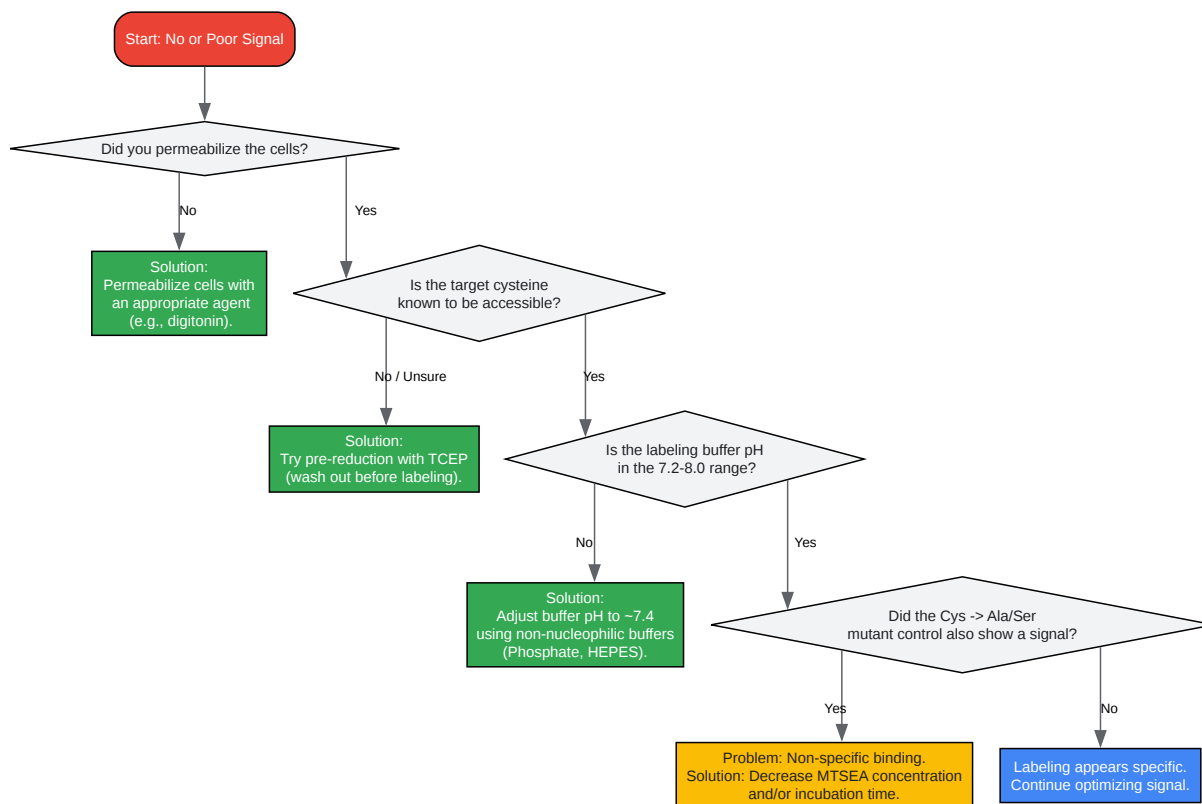 Start: No or Poor Signal
Did you permeabilize the cells?
No
Yes
Solution:
Permeabilize cells with
an appropriate agent
(e.g., digitonin).
Is the target cysteine
known to be accessible?
No / Unsure
Yes
Solution:
Try pre-reduction with TCEP
(wash out before labeling).
Is the labeling buffer pH
in the 7.2-8.0 range?
No
Yes
Solution:
Adjust buffer pH to ~7.4
using non-nucleophilic buffers
(Phosphate, HEPES).
Did the Cys -> Ala/Ser
mutant control also show a signal?
Yes
No
Problem: Non-specific binding.
Solution: Decrease MTSEA concentration
and/or incubation time.
Labeling appears specific.
Continue optimizing signal.